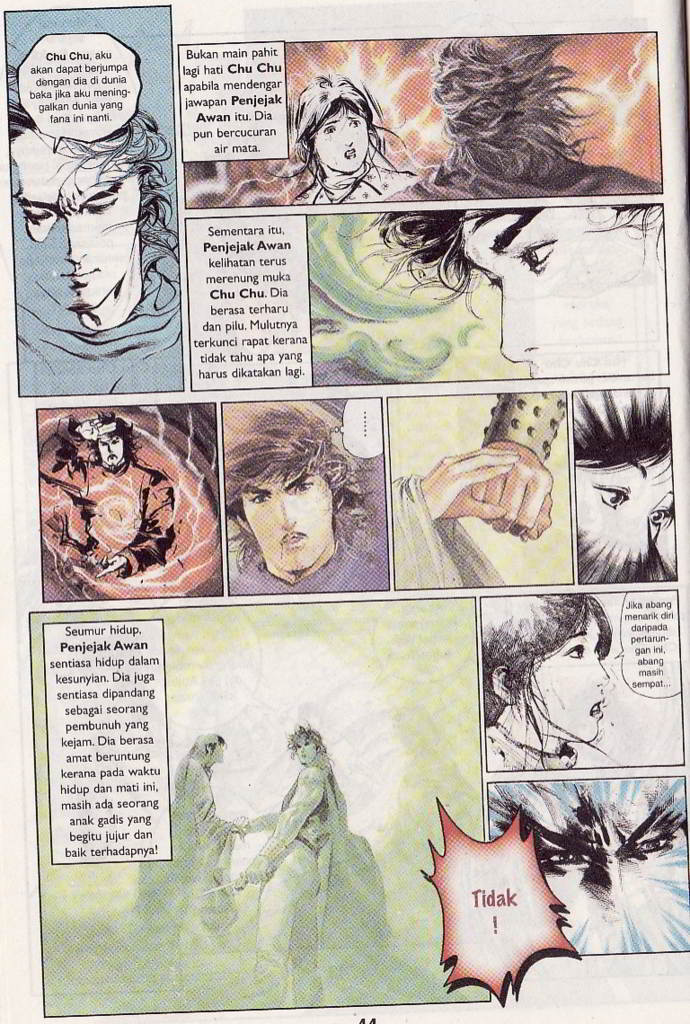 Chu Chu, aku
akan dapat berjumpa
dengan dia di dunia
baka jika aku mening-
galkan dunia yang
fana ini nanti.
Bukan main pahit
lagi hati Chu Chu
apabila mendengar
jawapan Penjejak
Awan itu. Dia
pun bercucuran
air mata.
Sementara itu,
Penjejak Awan
kelihatan terus
merenung muka
Chu Chu. Dia
berasa terharu
dan pilu. Mulutnya
terkunci rapat kerana
tidak tahu apa yang
harus dikatakan lagi.
......
Seumur hidup,
Penjejak Awan
sentiasa hidup dalam
kesunyian. Dia juga
sentiasa dipandang
sebagai seorang
pembunuh yang
kejam. Dia berasa
amat beruntung
kerana pada waktu
hidup dan mati ini,
masih ada seorang
anak gadis yang
begitu jujur dan
baik terhadapnya!
Jika abang
menarik diri
daripada
pertarun-
gan ini,
abang
masih
sempat...
Tidak
!
44